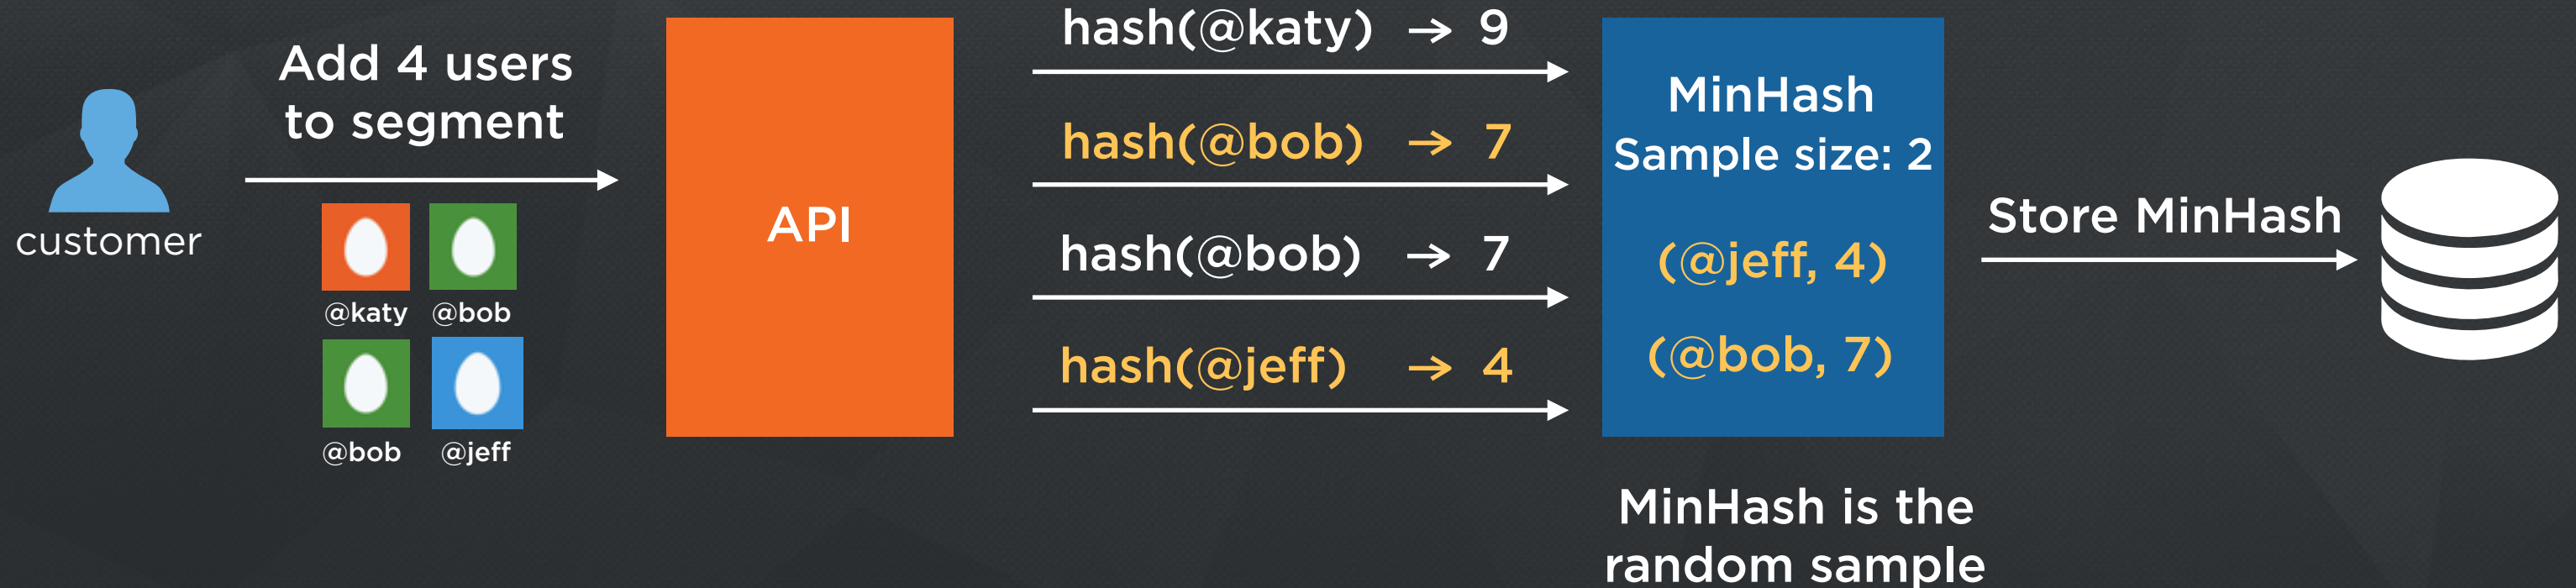 customer
Add 4 users
to segment
@katy @bob
@bob @jeff
API
hash(@katy) → 9
hash(@bob) → 7
hash(@bob) → 7
hash(@jeff) → 4
MinHash
Sample size: 2
(@jeff, 4)
(@bob, 7)
MinHash is the
random sample
Store MinHash